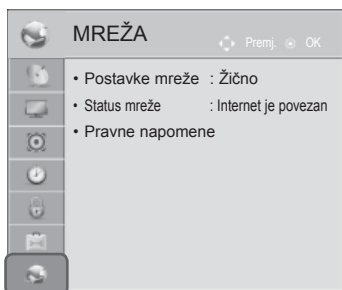 MREŽA
Premj. OK
• Postavke mreže : Žično
• Status mreže : Internet je povezan
• Pravne napomene